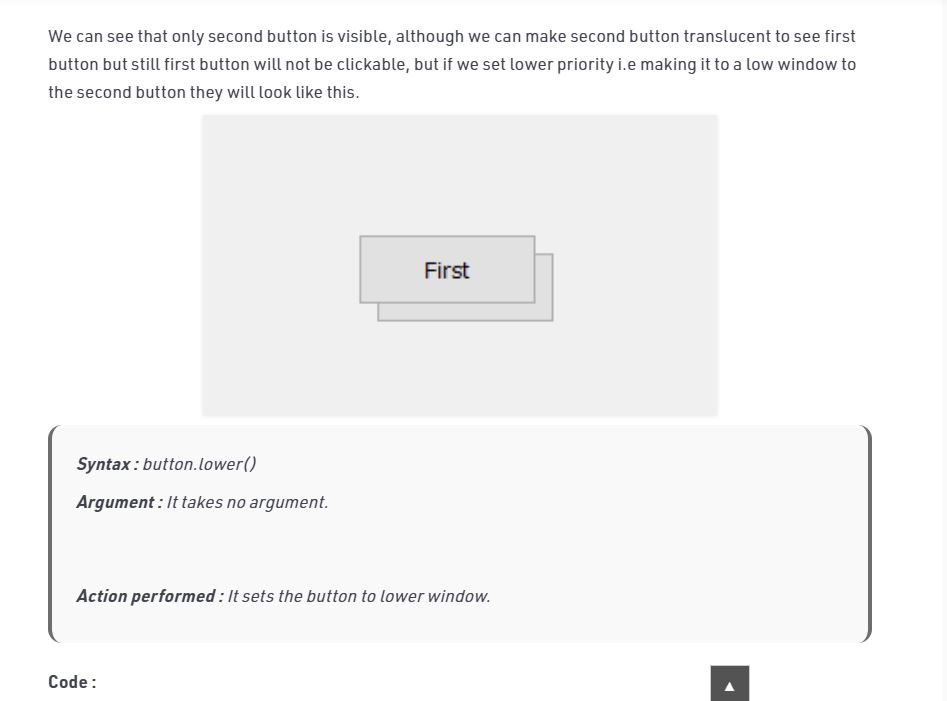 We can see that only second button is visible, although we can make second button translucent to see first
button but still first button will not be clickable, but if we set lower priority i.e making it to a low window to
the second button they will look like this.
First
Syntax : button.lower()
Argument : It takes no argument.
Action performed : It sets the button to lower window.
Code :